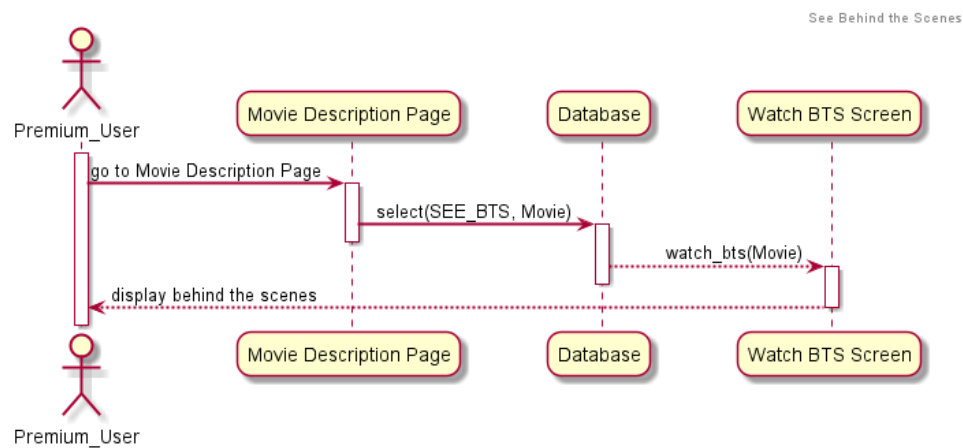 See Behind the Scenes
Premium_User
Movie Description Page
Database
Watch BTS Screen
go to Movie Description Page
select(SEE_BTS, Movie)
watch_bts(Movie)
display behind the scenes
Premium_User
Movie Description Page
Database
Watch BTS Screen